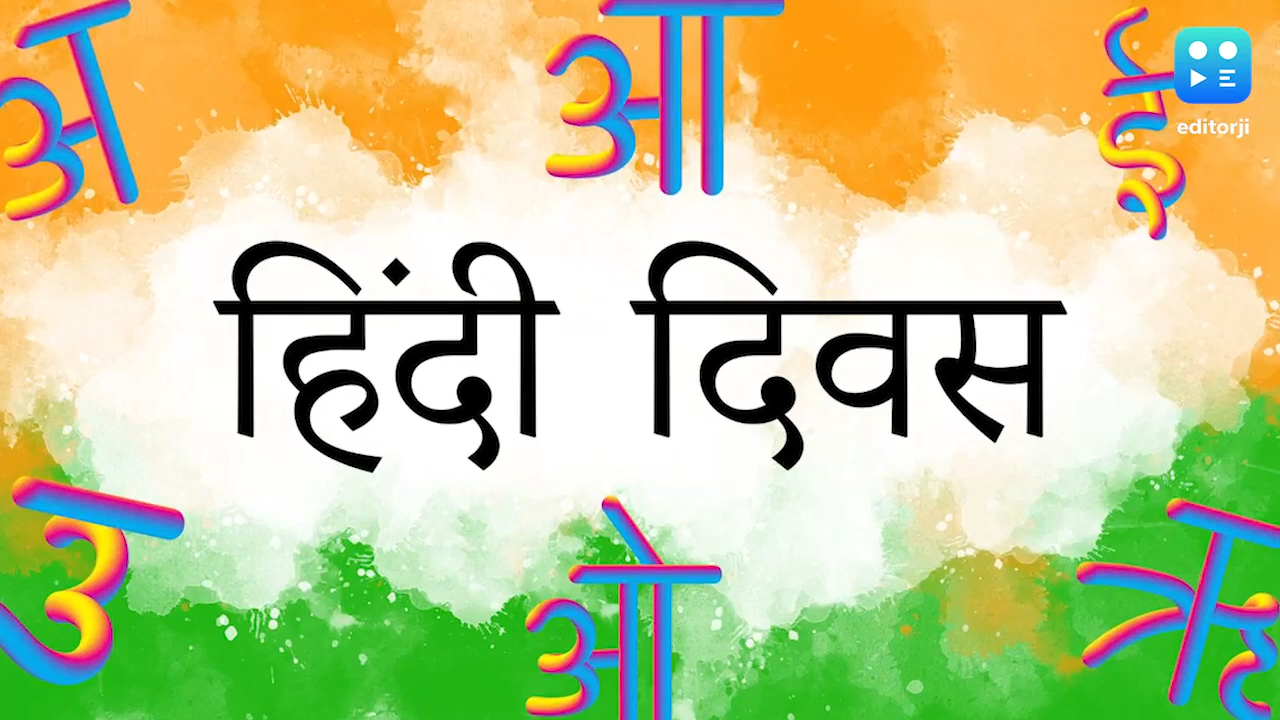 अ आ ई
editorji
हिंदी दिवस
उ ओ ऋ